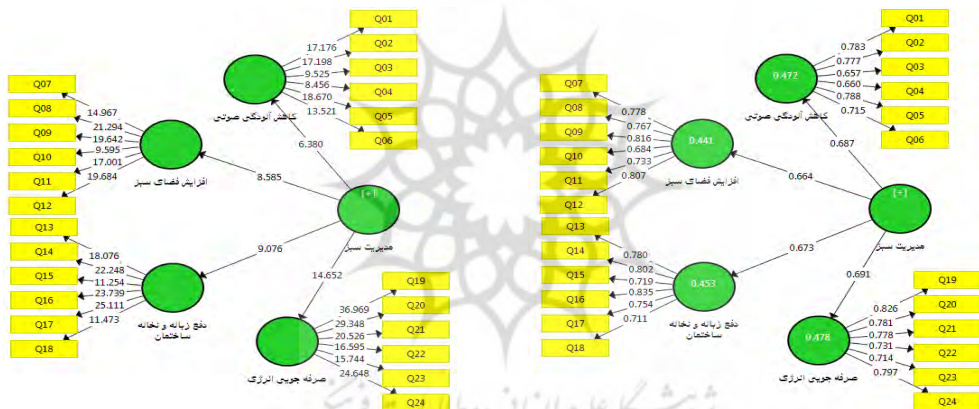 Q01
Q02
Q03
Q04
Q05
Q06
17.176
17.198
9.525
8.456
18.670
13.521
کاهش آلودگی صوتی
6.380
Q07
Q08
Q09
Q10
Q11
Q12
14.967
21.294
19.642
9.595
17.001
19.684
افزایش فضای سبز
8.585
[+]
مدیریت سبز
Q13
Q14
Q15
Q16
Q17
Q18
18.076
22.248
11.254
23.739
25.111
11.473
دفع زباله و نخاله
ساختمان
9.076
14.652
Q19
Q20
Q21
Q22
Q23
Q24
36.969
29.348
20.526
16.595
15.744
24.648
صرفه جویی انرژی
Q01
Q02
Q03
Q04
Q05
Q06
0.783
0.777
0.657
0.660
0.788
0.715
0.472
کاهش آلودگی صوتی
0.687
Q07
Q08
Q09
Q10
Q11
Q12
0.778
0.767
0.816
0.684
0.733
0.807
0.441
افزایش فضای سبز
0.664
[+]
مدیریت سبز
Q13
Q14
Q15
Q16
Q17
Q18
0.780
0.802
0.719
0.835
0.754
0.711
0.453
دفع زباله و نخاله
ساختمان
0.673
0.691
Q19
Q20
Q21
Q22
Q23
Q24
0.826
0.781
0.778
0.731
0.714
0.797
0.478
صرفه جویی انرژی